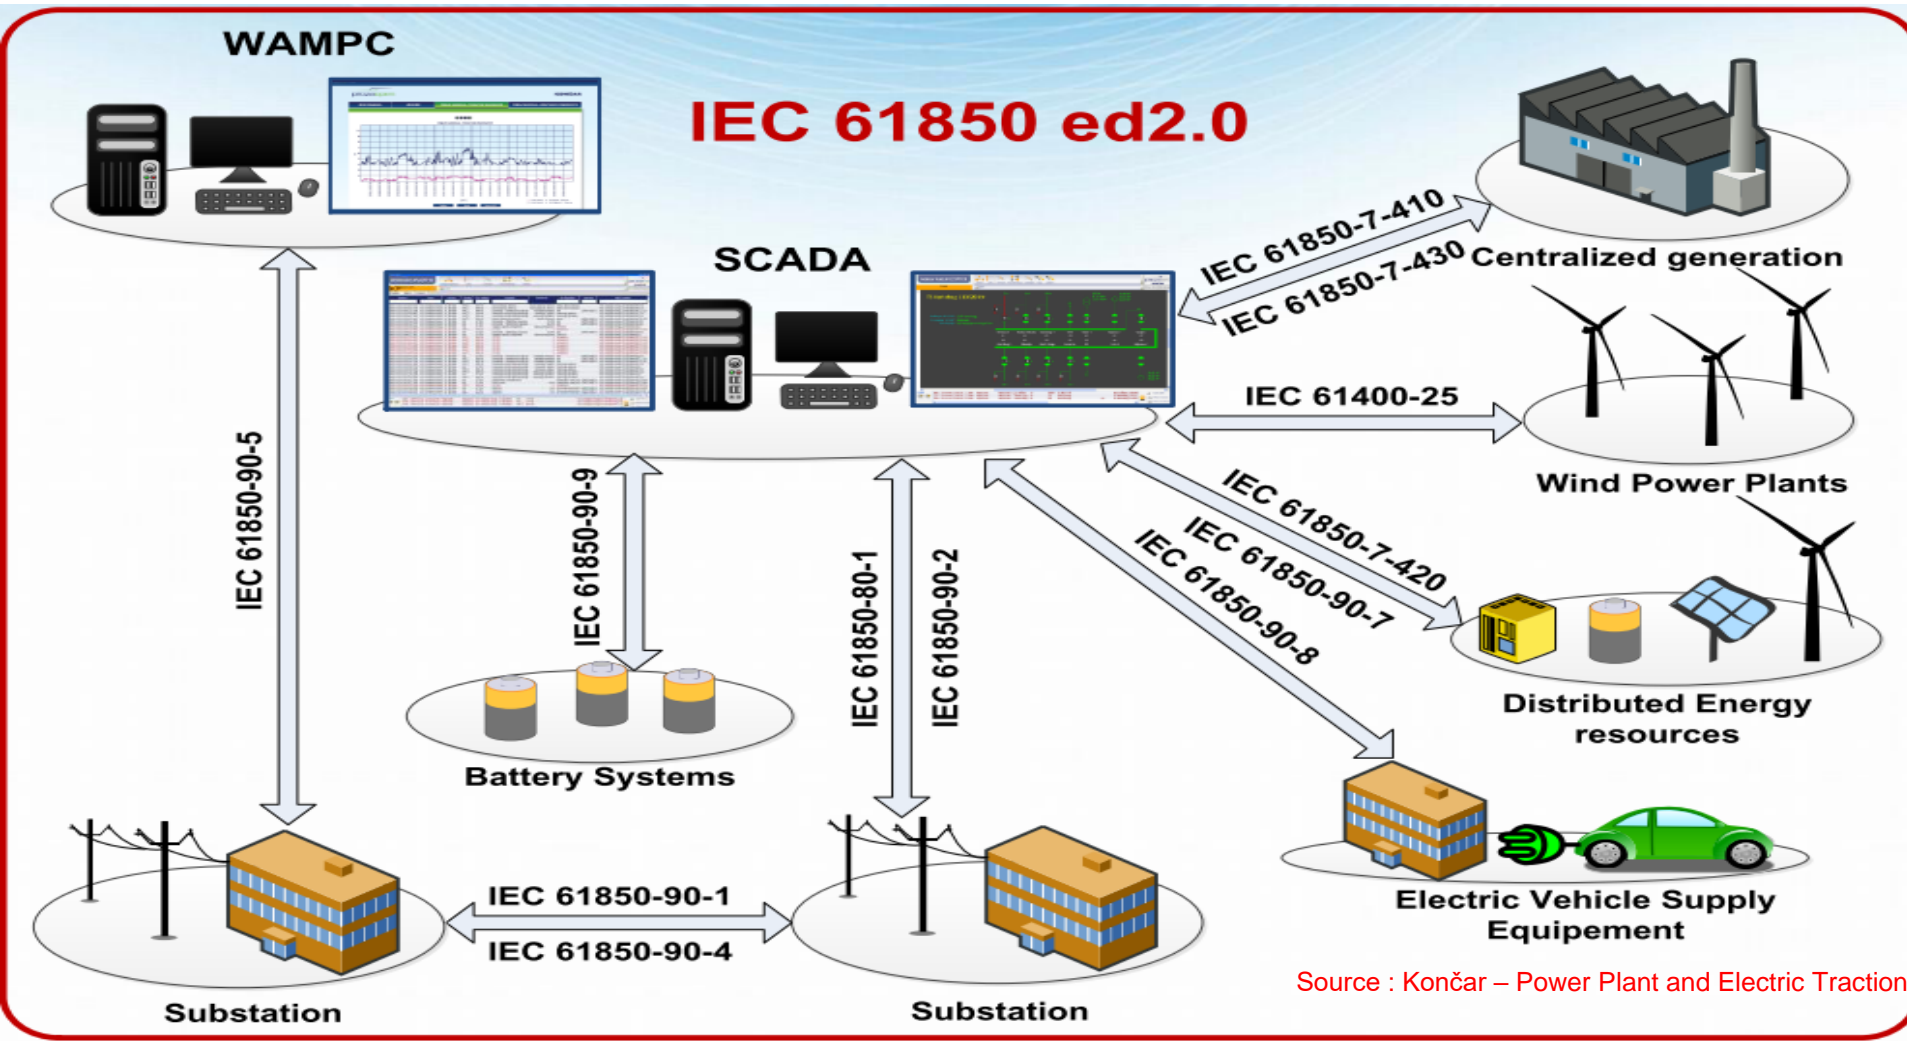 WAMPC
IEC 61850 ed2.0
SCADA
IEC 61850-7-410
IEC 61850-7-430
Centralized generation
IEC 61400-25
Wind Power Plants
IEC 61850-90-5
IEC 61850-90-9
IEC 61850-80-1
IEC 61850-90-2
IEC 61850-7-420
IEC 61850-90-7
IEC 61850-90-8
Distributed Energy
resources
Battery Systems
Electric Vehicle Supply
Equipement
IEC 61850-90-1
IEC 61850-90-4
Substation
Substation
Source : Končar – Power Plant and Electric Traction